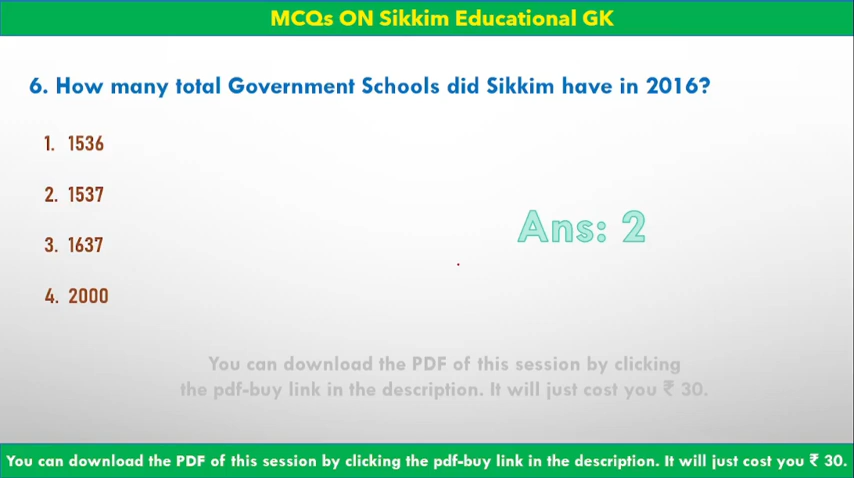 MCQs ON Sikkim Educational GK
6. How many total Government Schools did Sikkim have in 2016?
1. 1536
2. 1537
3. 1637
4. 2000
Ans: 2
You can download the PDF of this session by clicking
the pdf-buy link in the description. It will just cost you ₹ 30.
You can download the PDF of this session by clicking the pdf-buy link in the description. It will just cost you ₹ 30.